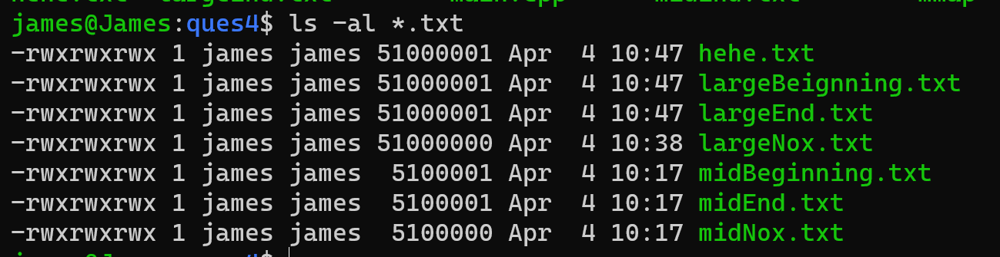 james@James:ques4$ ls -al *.txt
-rwxrwxrwx 1 james james 51000001 Apr  4 10:47 hehe.txt
-rwxrwxrwx 1 james james 51000001 Apr  4 10:47 largeBeignning.txt
-rwxrwxrwx 1 james james 51000001 Apr  4 10:47 largeEnd.txt
-rwxrwxrwx 1 james james 51000000 Apr  4 10:38 largeNox.txt
-rwxrwxrwx 1 james james  5100001 Apr  4 10:17 midBeginning.txt
-rwxrwxrwx 1 james james  5100001 Apr  4 10:17 midEnd.txt
-rwxrwxrwx 1 james james  5100000 Apr  4 10:17 midNox.txt